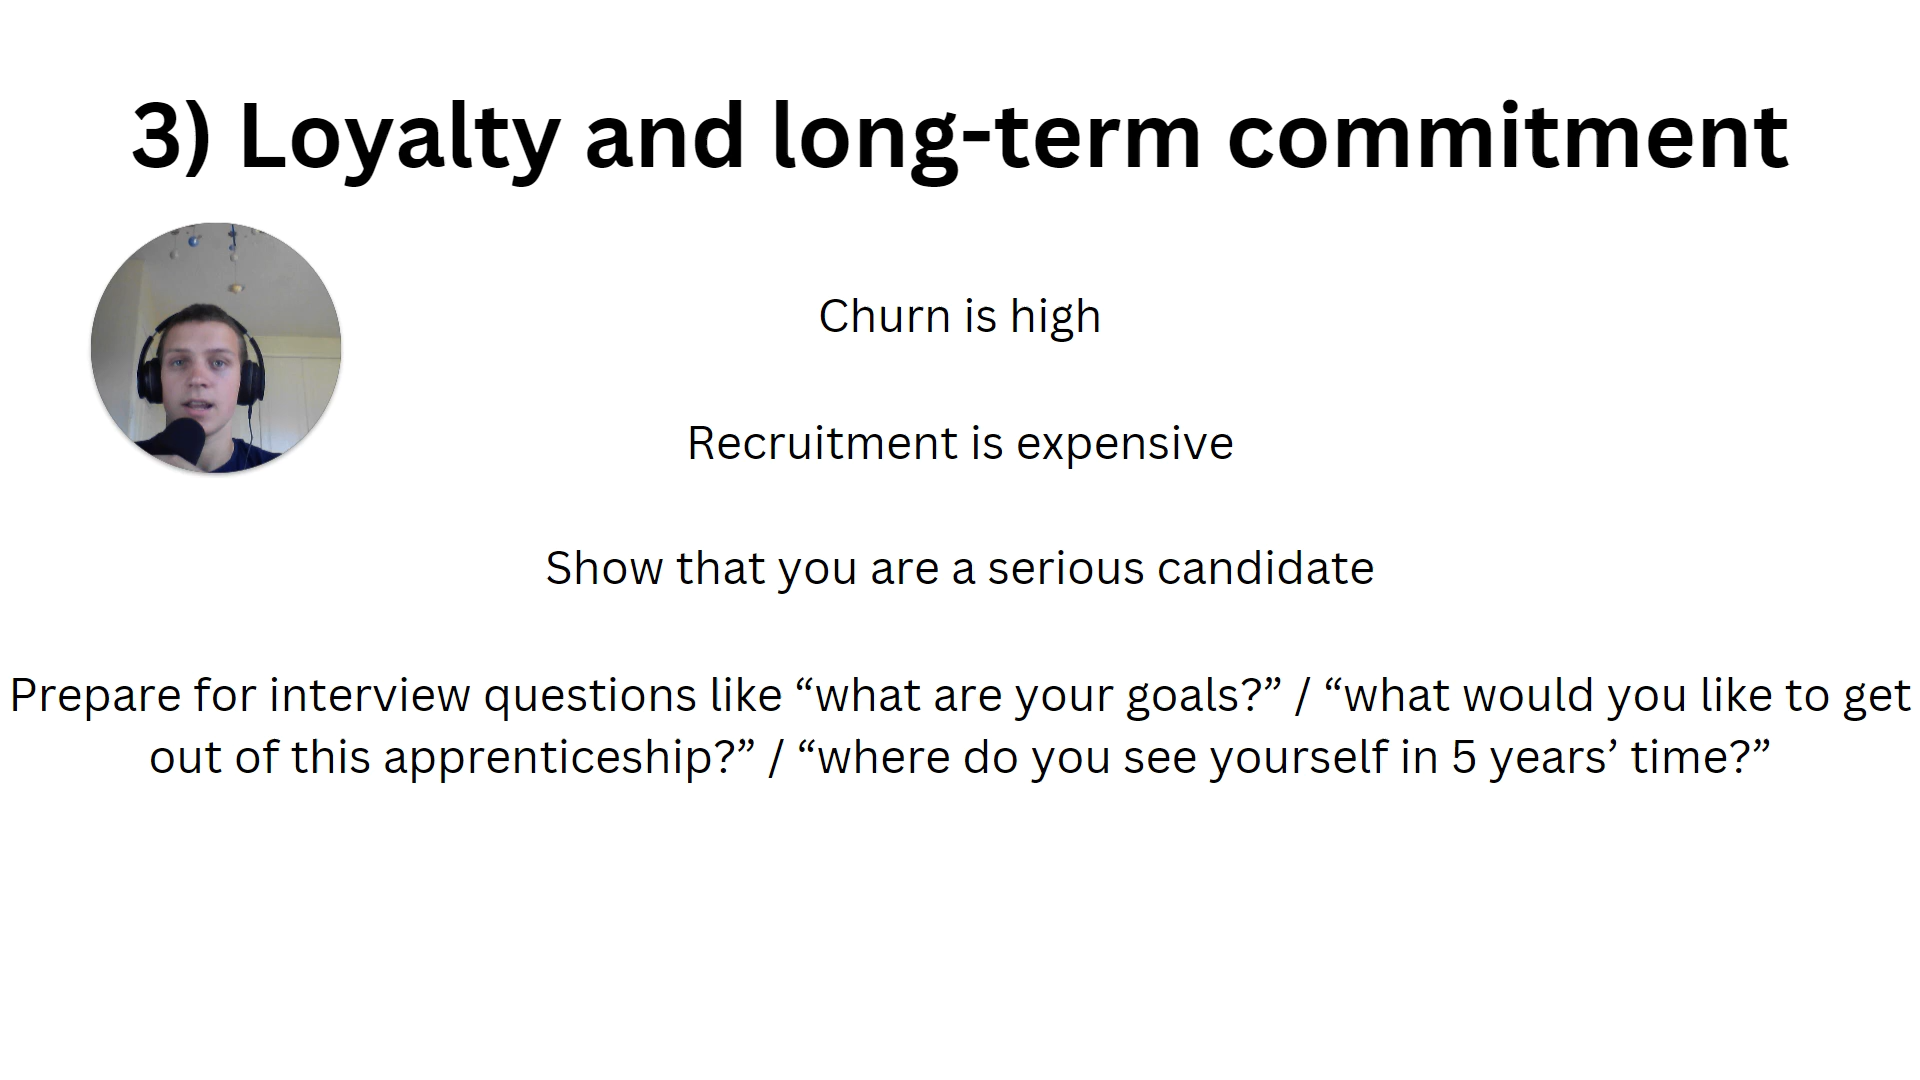 3) Loyalty and long-term commitment
Churn is high
Recruitment is expensive
Show that you are a serious candidate
Prepare for interview questions like “what are your goals?” / “what would you like to get
out of this apprenticeship?” / “where do you see yourself in 5 years’ time?”